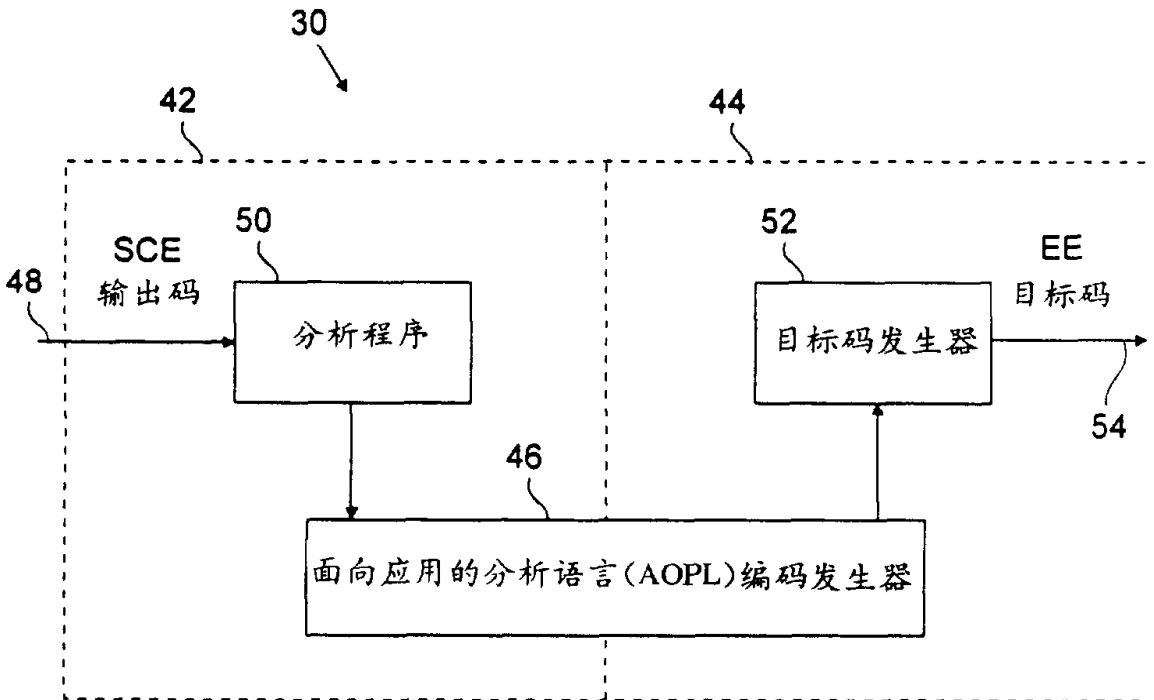 30
42
44
50
52
SCE
输出码
48
分析程序
目标码发生器
EE
目标码
54
46
面向应用的分析语言(AOPL)编码发生器